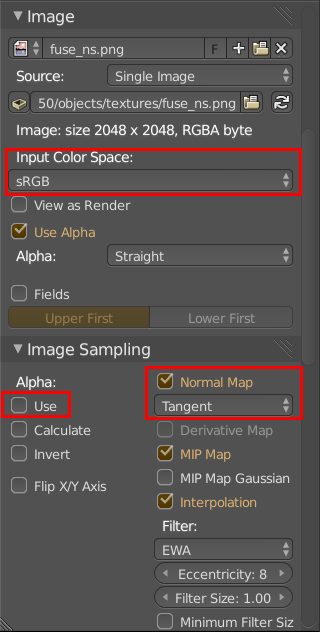 Image
fuse_ns.png F
Source: Single Image
50/objects/textures/fuse_ns.png
Image: size 2048 x 2048, RGBA byte
Input Color Space:
sRGB
View as Render
Use Alpha
Alpha: Straight
Fields
Upper First Lower First
Image Sampling
Alpha: Normal Map
Use Tangent
Calculate Derivative Map
Invert MIP Map
MIP Map Gaussian
Flip X/Y Axis Interpolation
Filter:
EWA
Eccentricity: 8
Filter Size: 1.00
Minimum Filter Siz